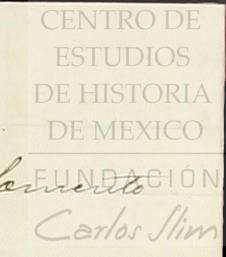 CENTRO DE
ESTUDIOS
DE HISTORIA
DE MEXICO
FUNDACIÓN
Carlos Slim